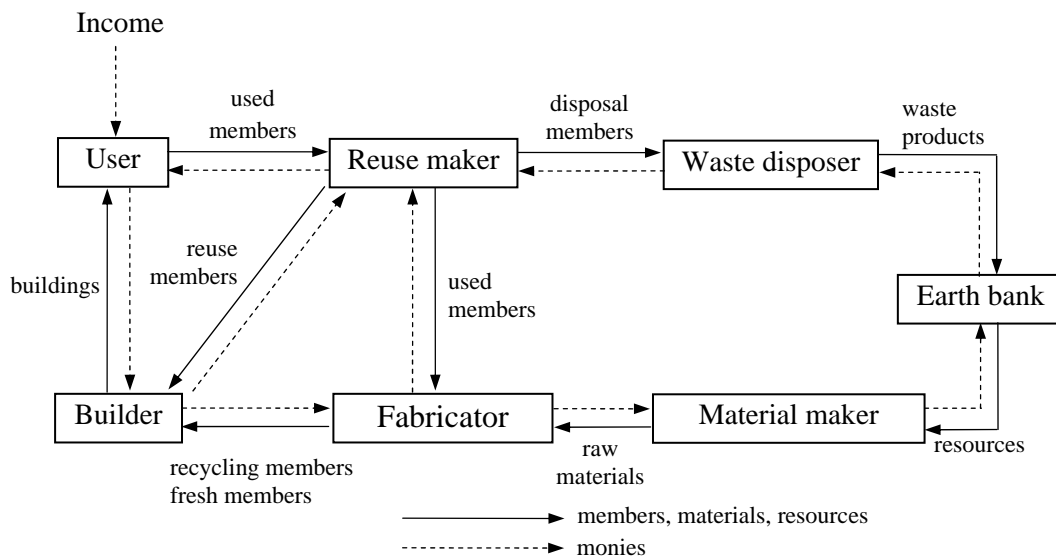 Income
used
members
disposal
members
waste
products
User
Reuse maker
Waste disposer
reuse
members
buildings
used
members
Earth bank
Builder
Fabricator
Material maker
recycling members
fresh members
raw
materials
resources
members, materials, resources
monies